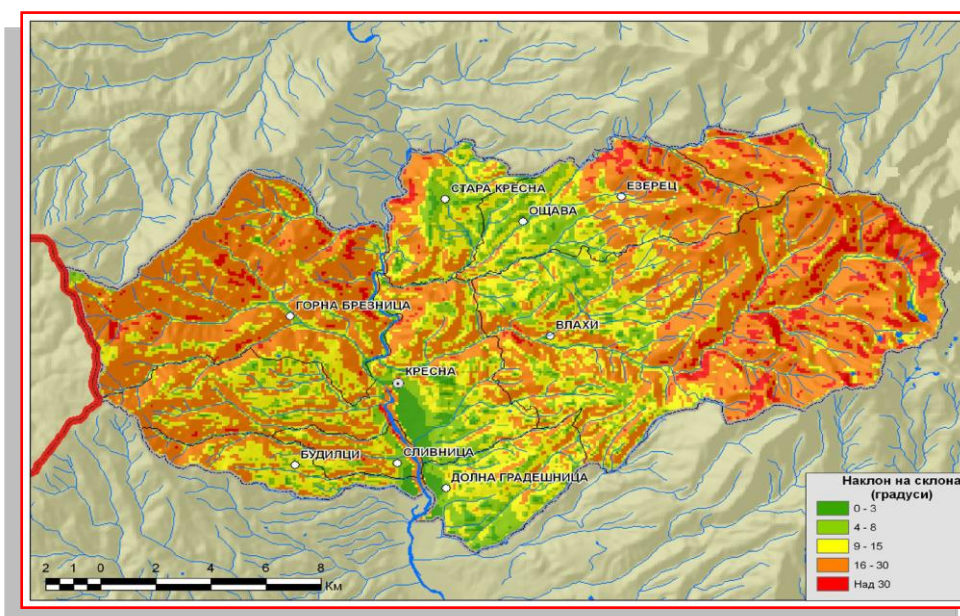 СТАРА КРЕСНА
ЕЗЕРЕЦ
ОЩАВА
ГОРНА БРЕЗНИЦА
ВЛАХИ
КРЕСНА
БУДИЛЦИ
СЛИВНИЦА
ДОЛНА ГРАДЕШНИЦА
Наклон на склона
(градуси)
0 - 3
4 - 8
9 - 15
16 - 30
Над 30
2 1 0 2 4 6 8
Км